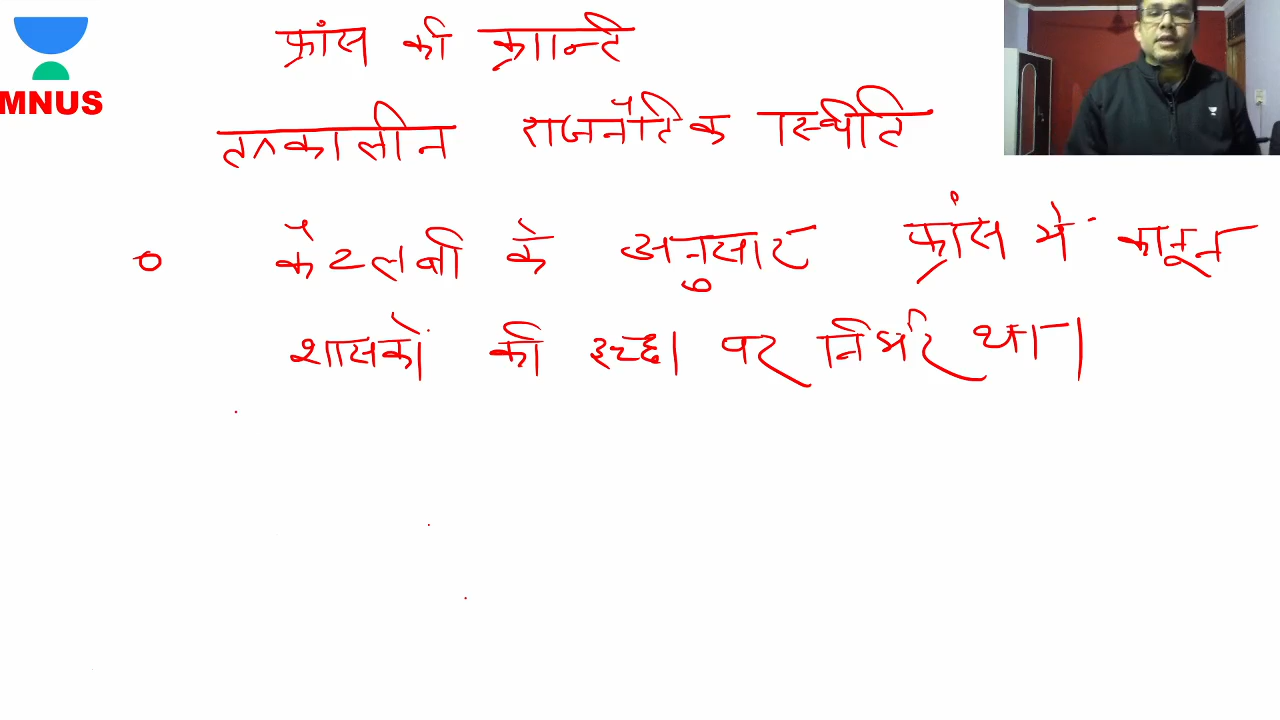 फ्रांस की क्रान्ति
MNUS
तत्कालीन राजनैतिक स्थिति
कैटलबी के अनुसार फ्रांस में कानून
शासकों की इच्छा पर निर्भर था।